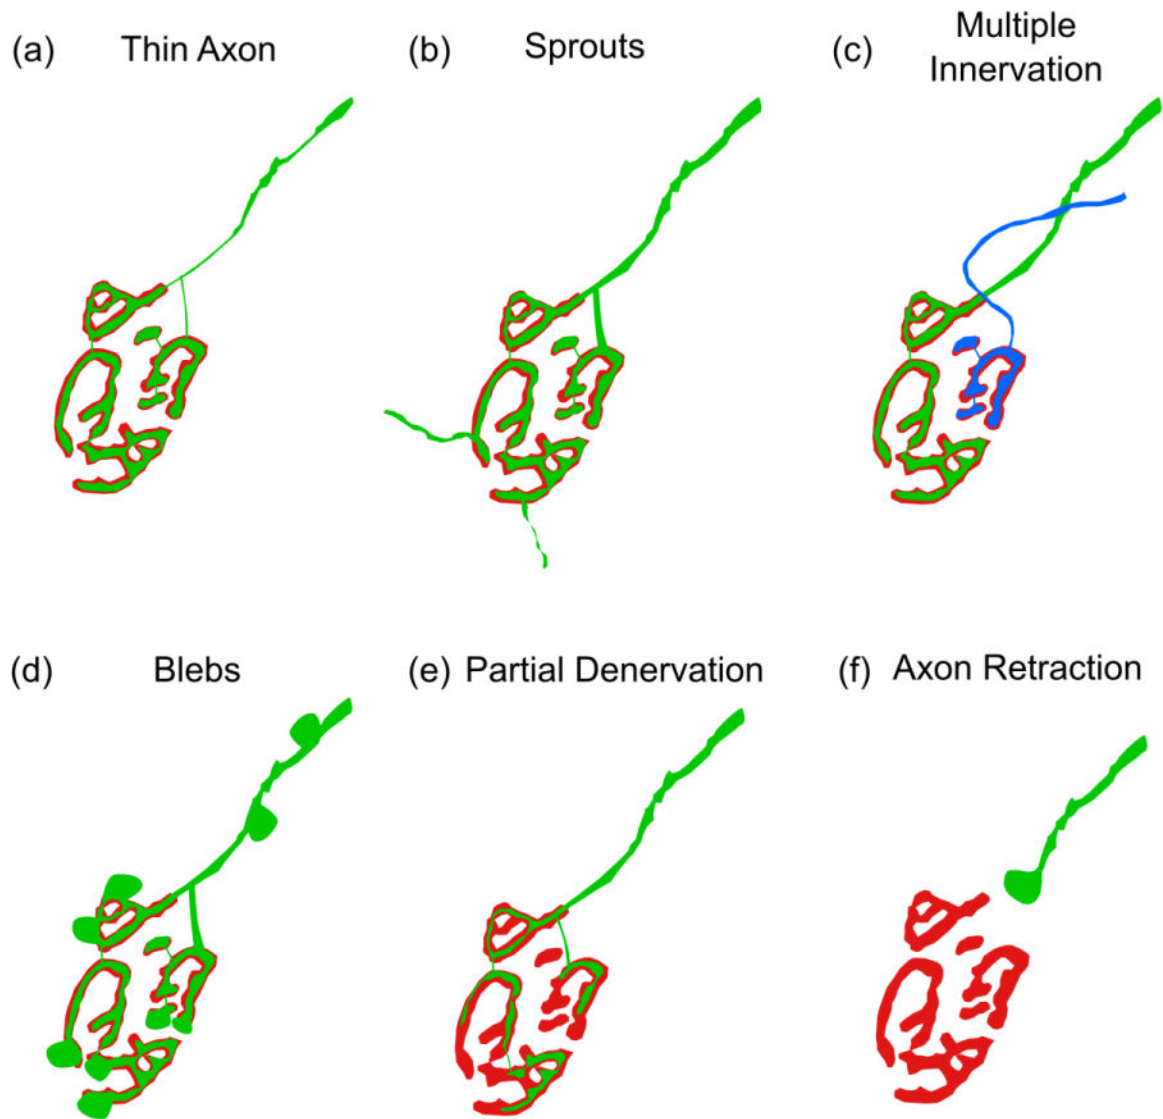 (a) Thin Axon
(b) Sprouts
(c) Multiple
Innervation
(d) Blebs
(e) Partial Denervation
(f) Axon Retraction